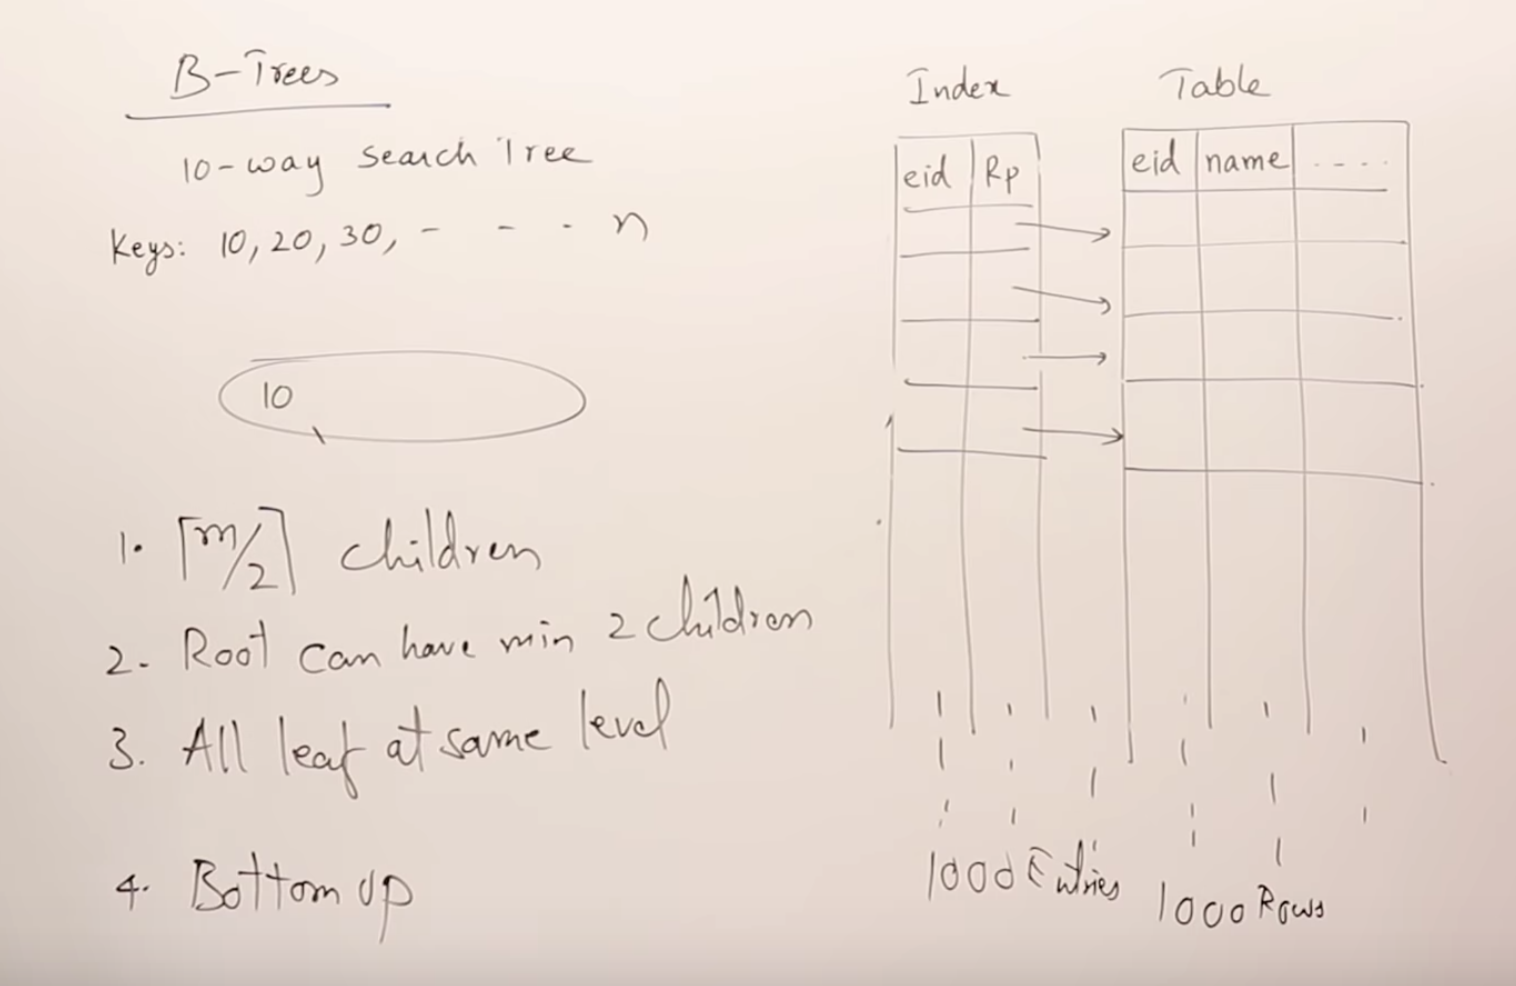 B-Trees
10-way Search Tree
Keys: 10, 20, 30, - - - n
10
1. ⌈m/2⌉ children
2. Root can have min 2 children
3. All leaf at same level
4. Bottom up
Index
eid Rp
1000 Entries
Table
eid name ....
1000 Rows